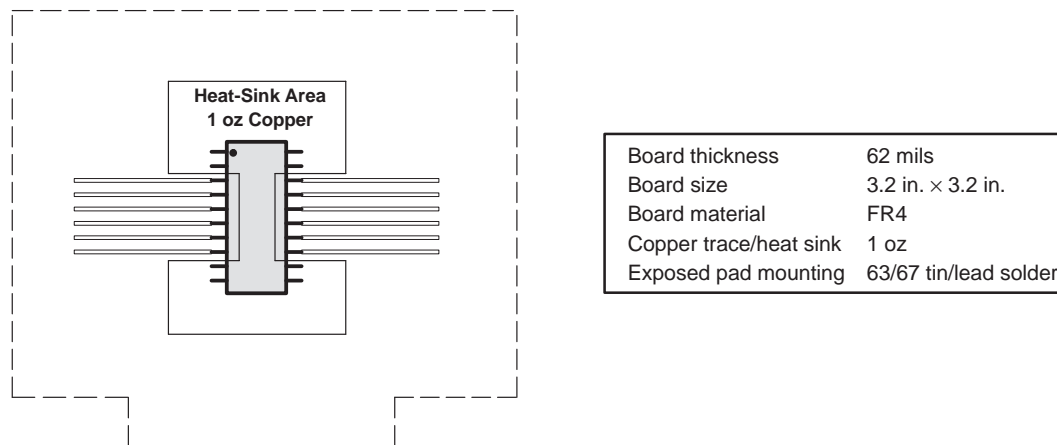 Heat-Sink Area
1 oz Copper
Board thickness 62 mils
Board size 3.2 in. × 3.2 in.
Board material FR4
Copper trace/heat sink 1 oz
Exposed pad mounting 63/67 tin/lead solder